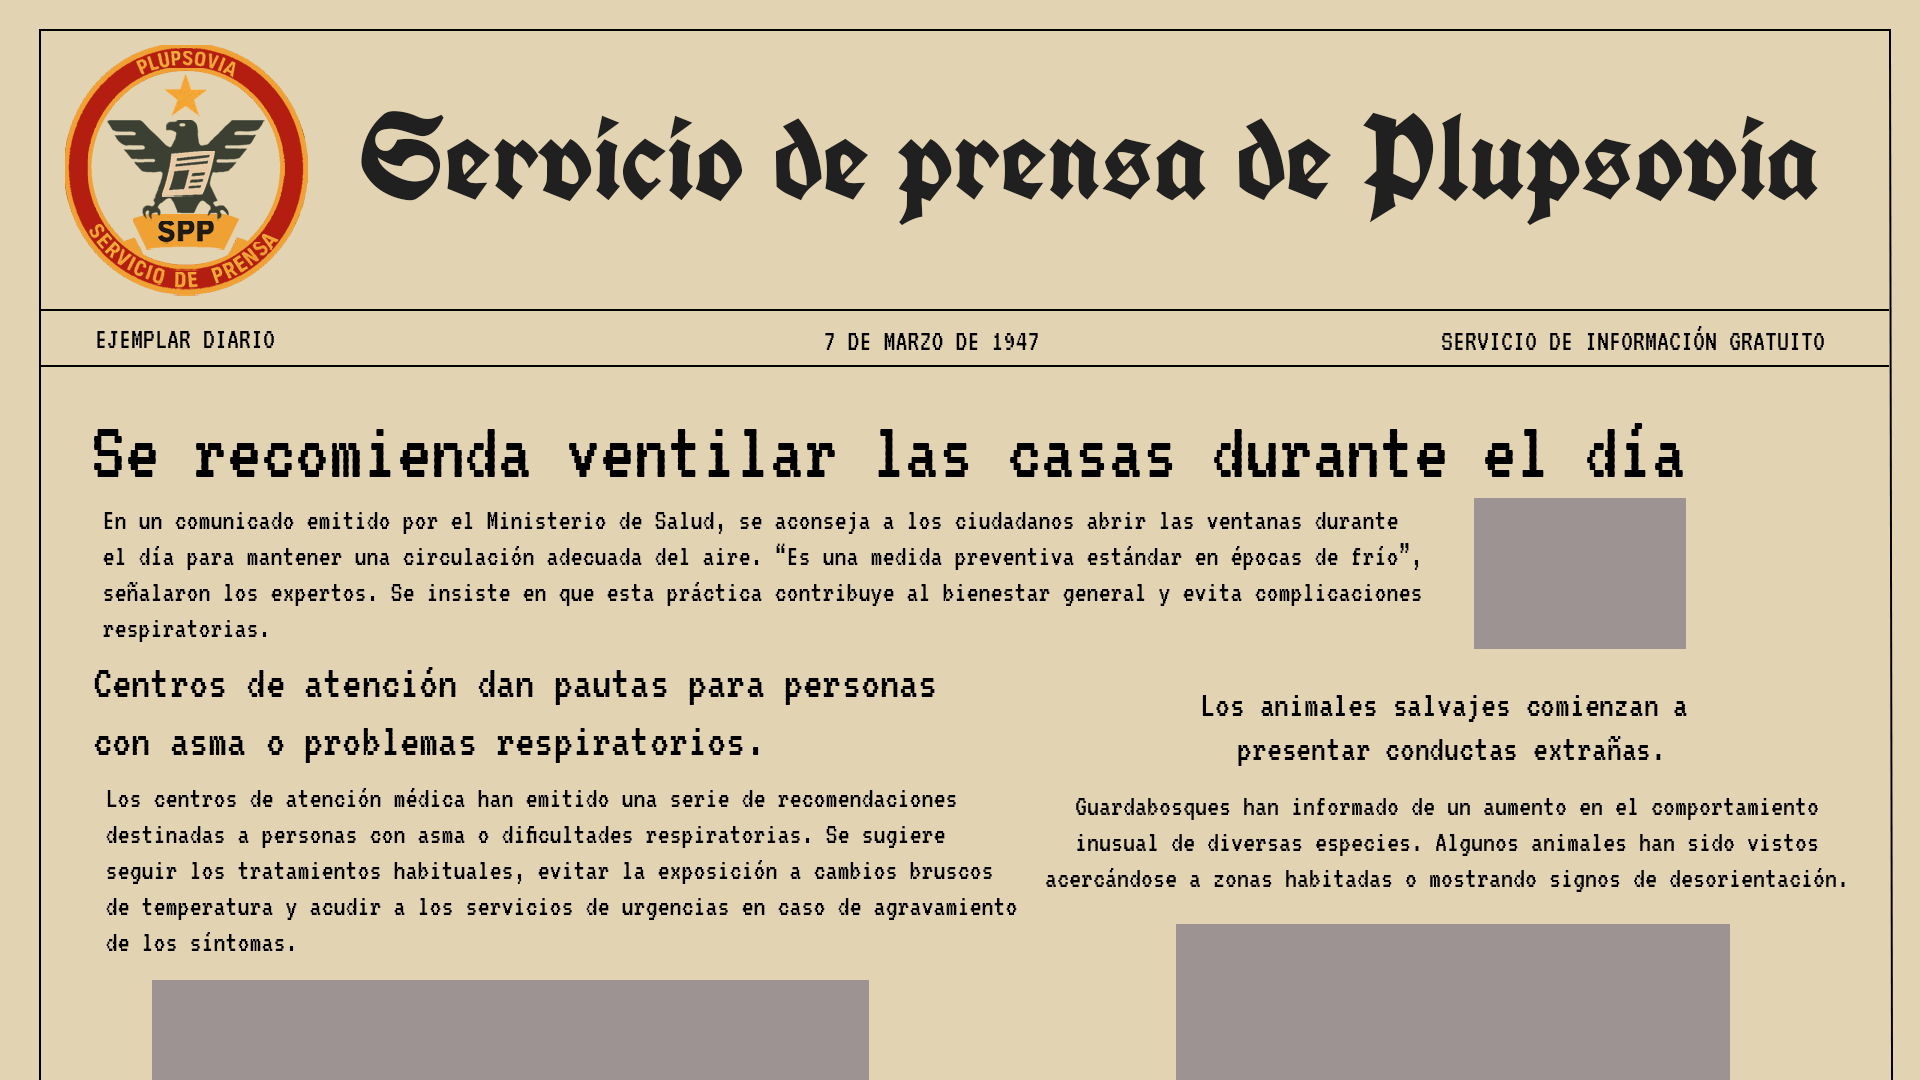 PLUPSOVIA
SPP
SERVICIO DE PRENSA
Servicio de prensa de Plupsovia
EJEMPLAR DIARIO
7 DE MARZO DE 1947
SERVICIO DE INFORMACIÓN GRATUITO
Se recomienda ventilar las casas durante el día
En un comunicado emitido por el Ministerio de Salud, se aconseja a los ciudadanos abrir las ventanas durante
el día para mantener una circulación adecuada del aire. “Es una medida preventiva estándar en épocas de frío”,
señalaron los expertos. Se insiste en que esta práctica contribuye al bienestar general y evita complicaciones
respiratorias.
Centros de atención dan pautas para personas
con asma o problemas respiratorios.
Los centros de atención médica han emitido una serie de recomendaciones
destinadas a personas con asma o dificultades respiratorias. Se sugiere
seguir los tratamientos habituales, evitar la exposición a cambios bruscos
de temperatura y acudir a los servicios de urgencias en caso de agravamiento
de los síntomas.
Los animales salvajes comienzan a
presentar conductas extrañas.
Guardabosques han informado de un aumento en el comportamiento
inusual de diversas especies. Algunos animales han sido vistos
acercándose a zonas habitadas o mostrando signos de desorientación.